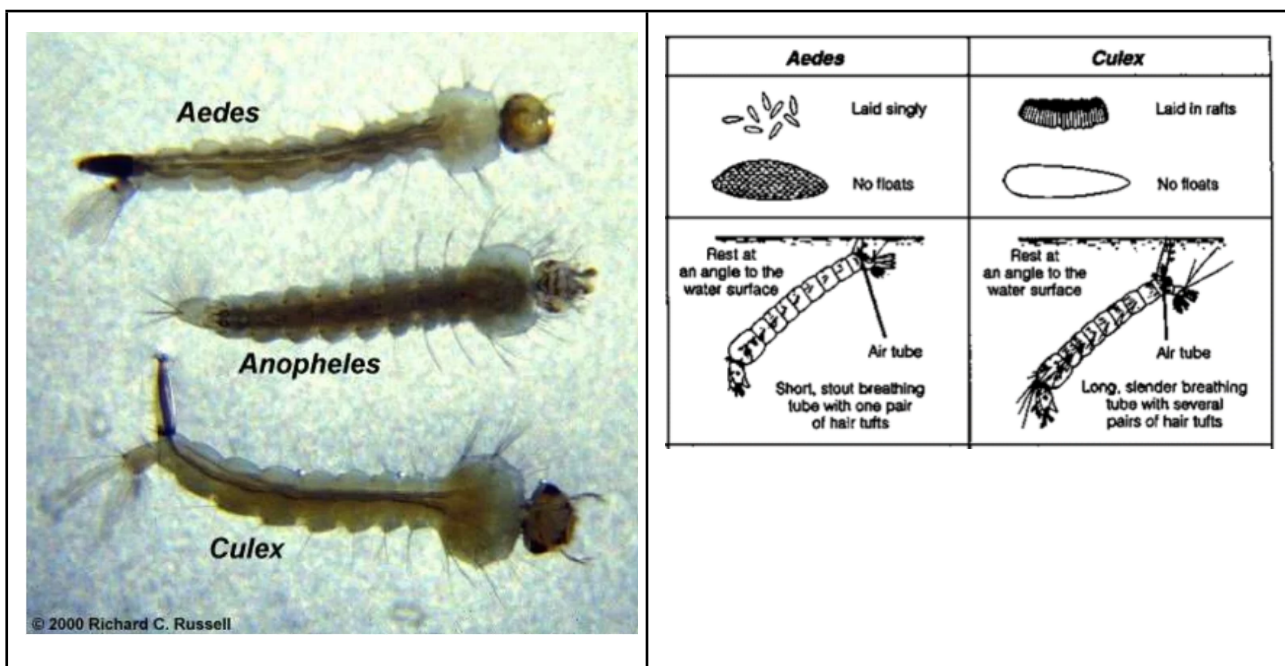 Aedes
Anopheles
Culex
© 2000 Richard C. Russell
Aedes
Culex
Laid singly
Laid in rafts
No floats
No floats
Rest at
an angle to the
water surface
Air tube
Short, stout breathing
tube with one pair
of hair tufts
Rest at
an angle to the
water surface
Air tube
Long, slender breathing
tube with several
pairs of hair tufts